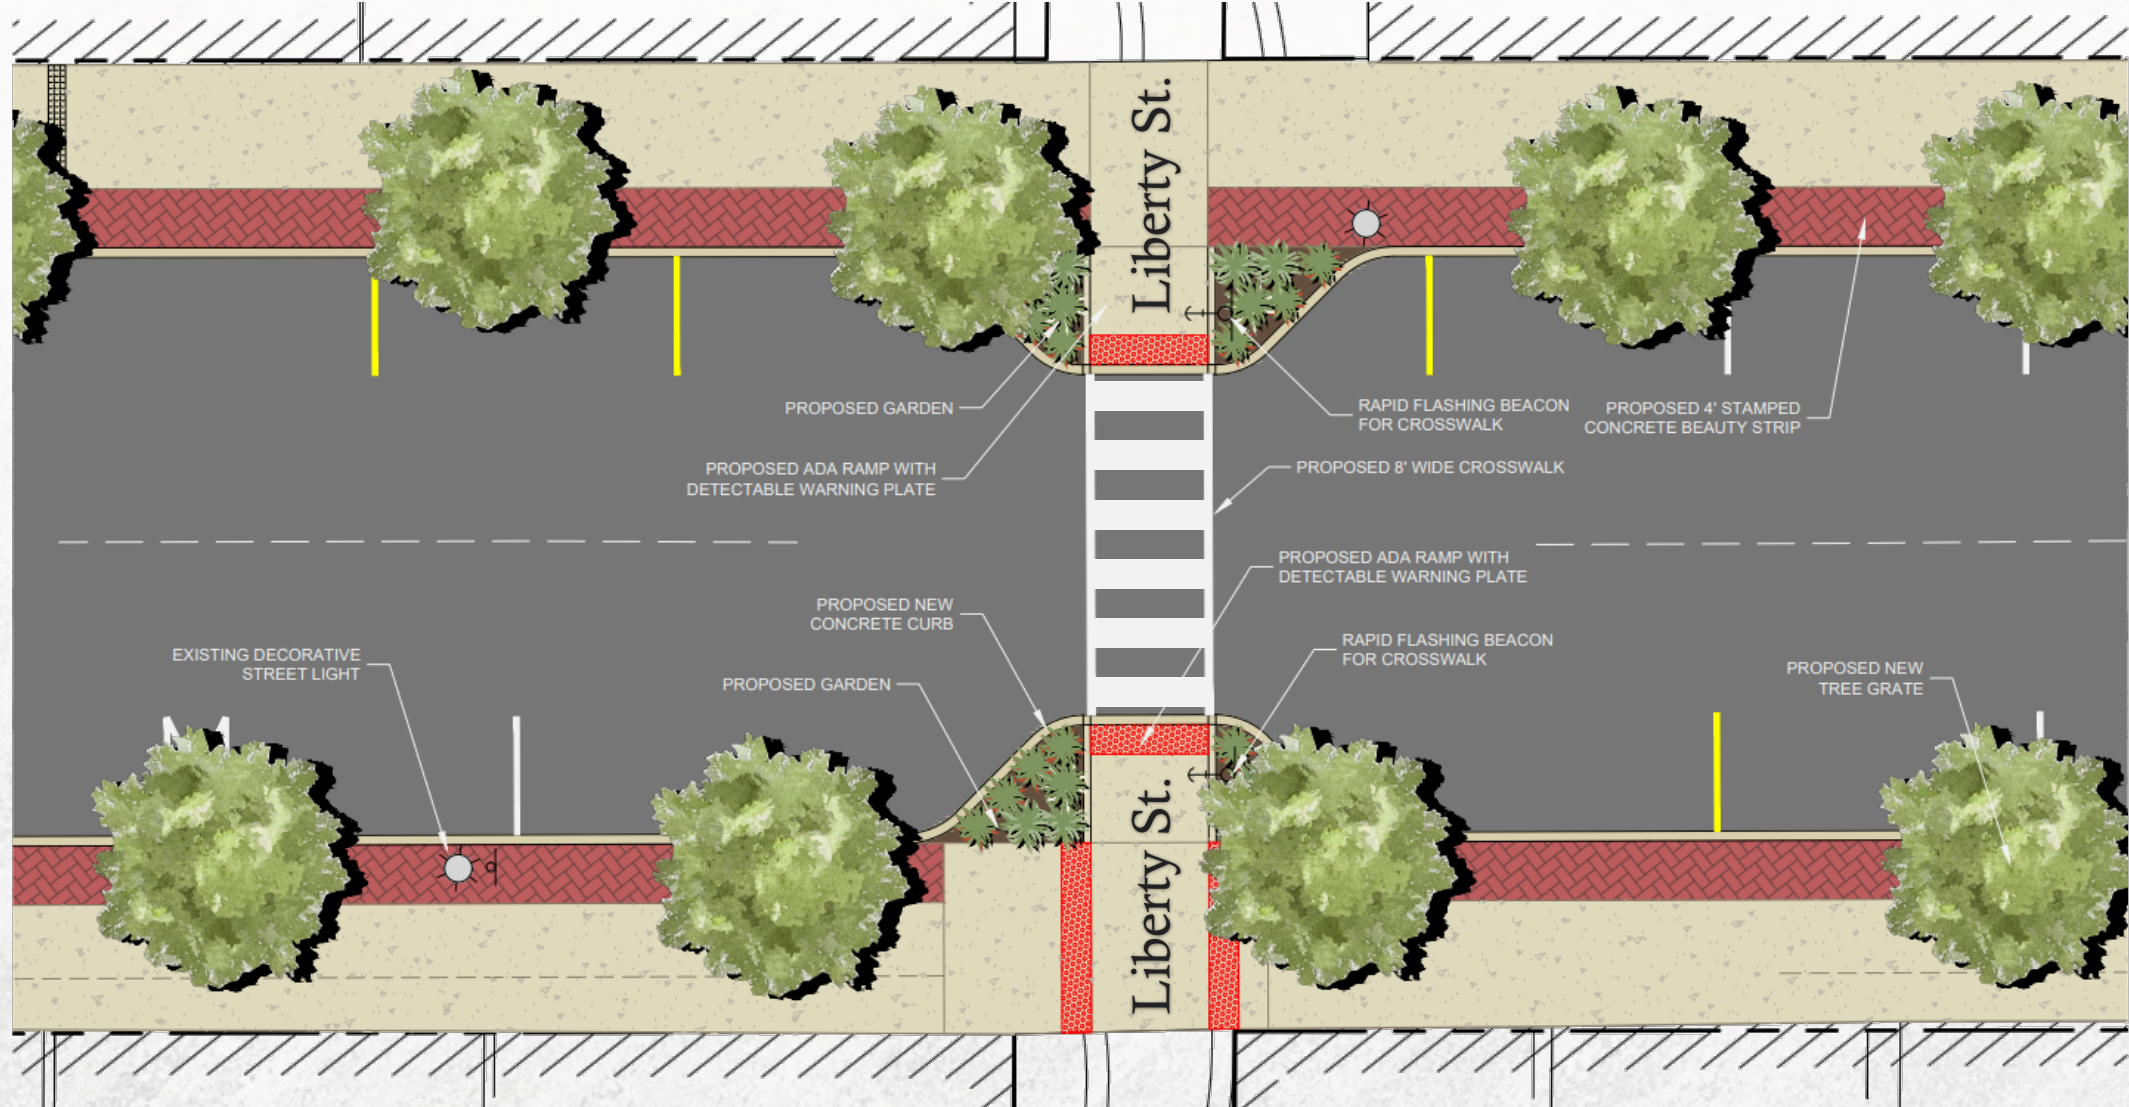 Liberty St.
PROPOSED GARDEN
RAPID FLASHING BEACON
FOR CROSSWALK
PROPOSED 4' STAMPED
CONCRETE BEAUTY STRIP
PROPOSED ADA RAMP WITH
DETECTABLE WARNING PLATE
PROPOSED 8' WIDE CROSSWALK
PROPOSED ADA RAMP WITH
DETECTABLE WARNING PLATE
PROPOSED NEW
CONCRETE CURB
RAPID FLASHING BEACON
FOR CROSSWALK
EXISTING DECORATIVE
STREET LIGHT
PROPOSED GARDEN
PROPOSED NEW
TREE GRATE
Liberty St.